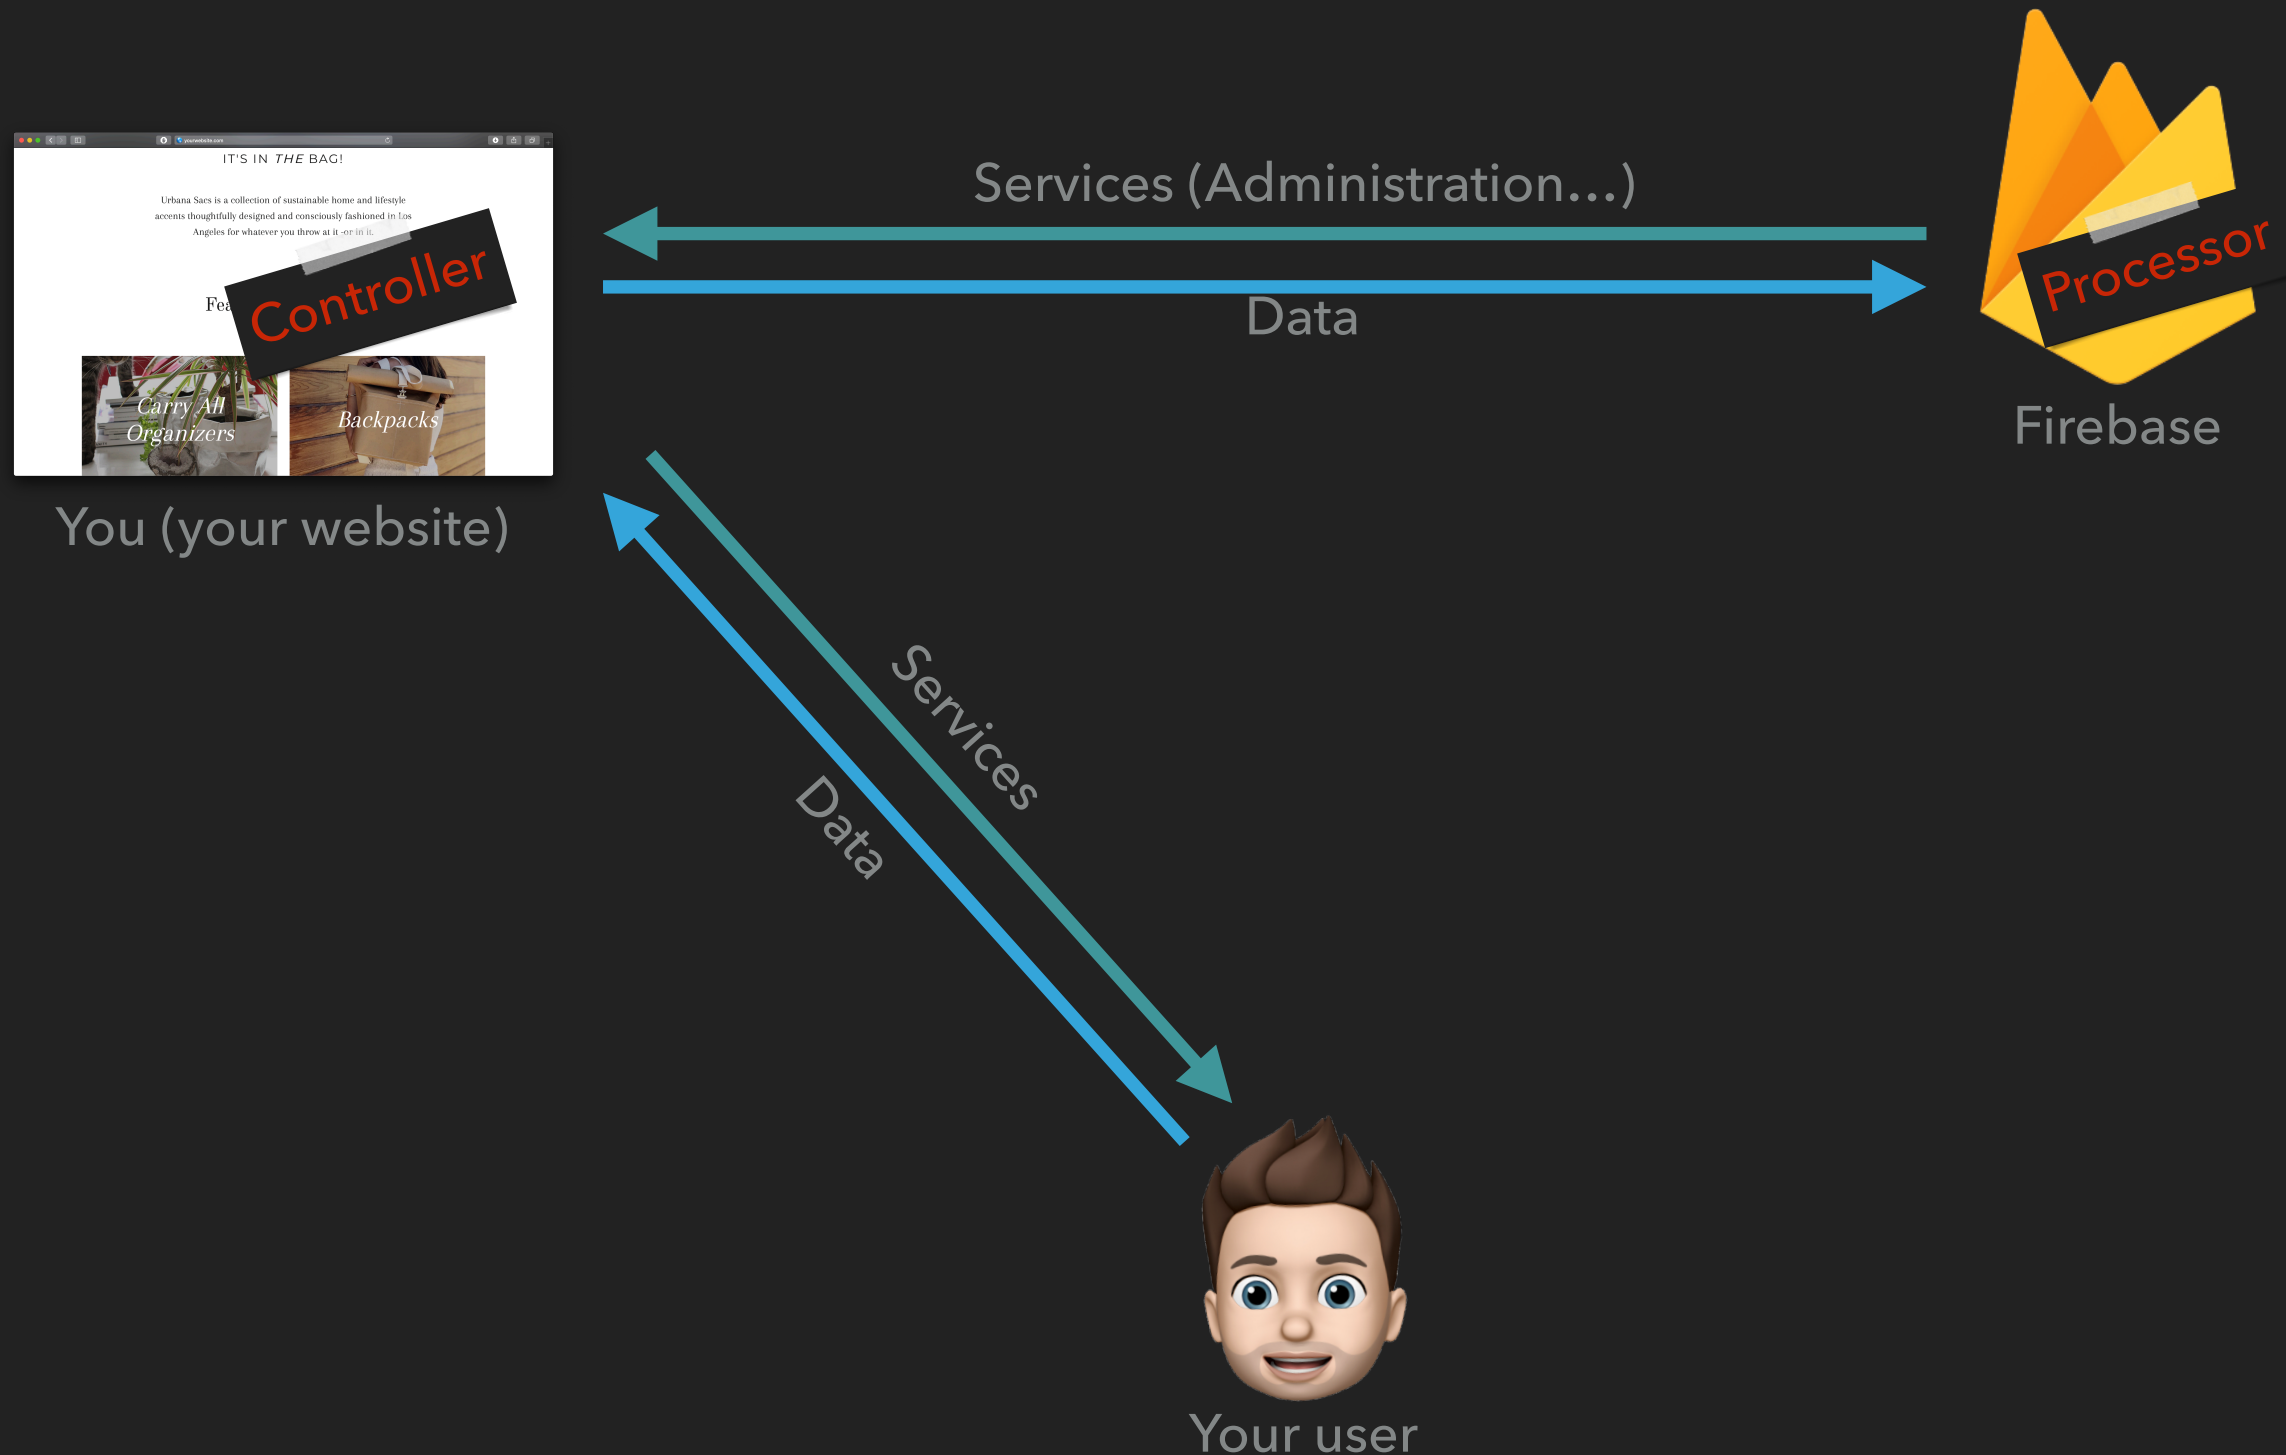 yourwebsite.com
IT'S IN THE BAG!
Urbana Sacs is a collection of sustainable home and lifestyle
accents thoughtfully designed and consciously fashioned in Los
Angeles for whatever you throw at it -or in it.
Controller
Carry All
Organizers
Backpacks
You (your website)
Services (Administration...)
Data
Processor
Firebase
Services
Data
Your user